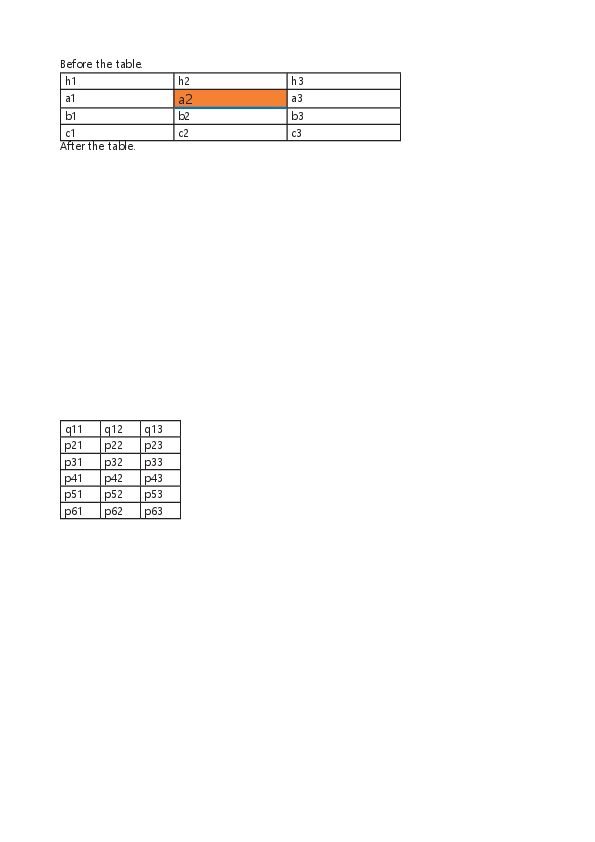 Before the table.
h1 h2 h3
a1 a2 a3
b1 b2 b3
c1 c2 c3
After the table.
q11 q12 q13
p21 p22 p23
p31 p32 p33
p41 p42 p43
p51 p52 p53
p61 p62 p63